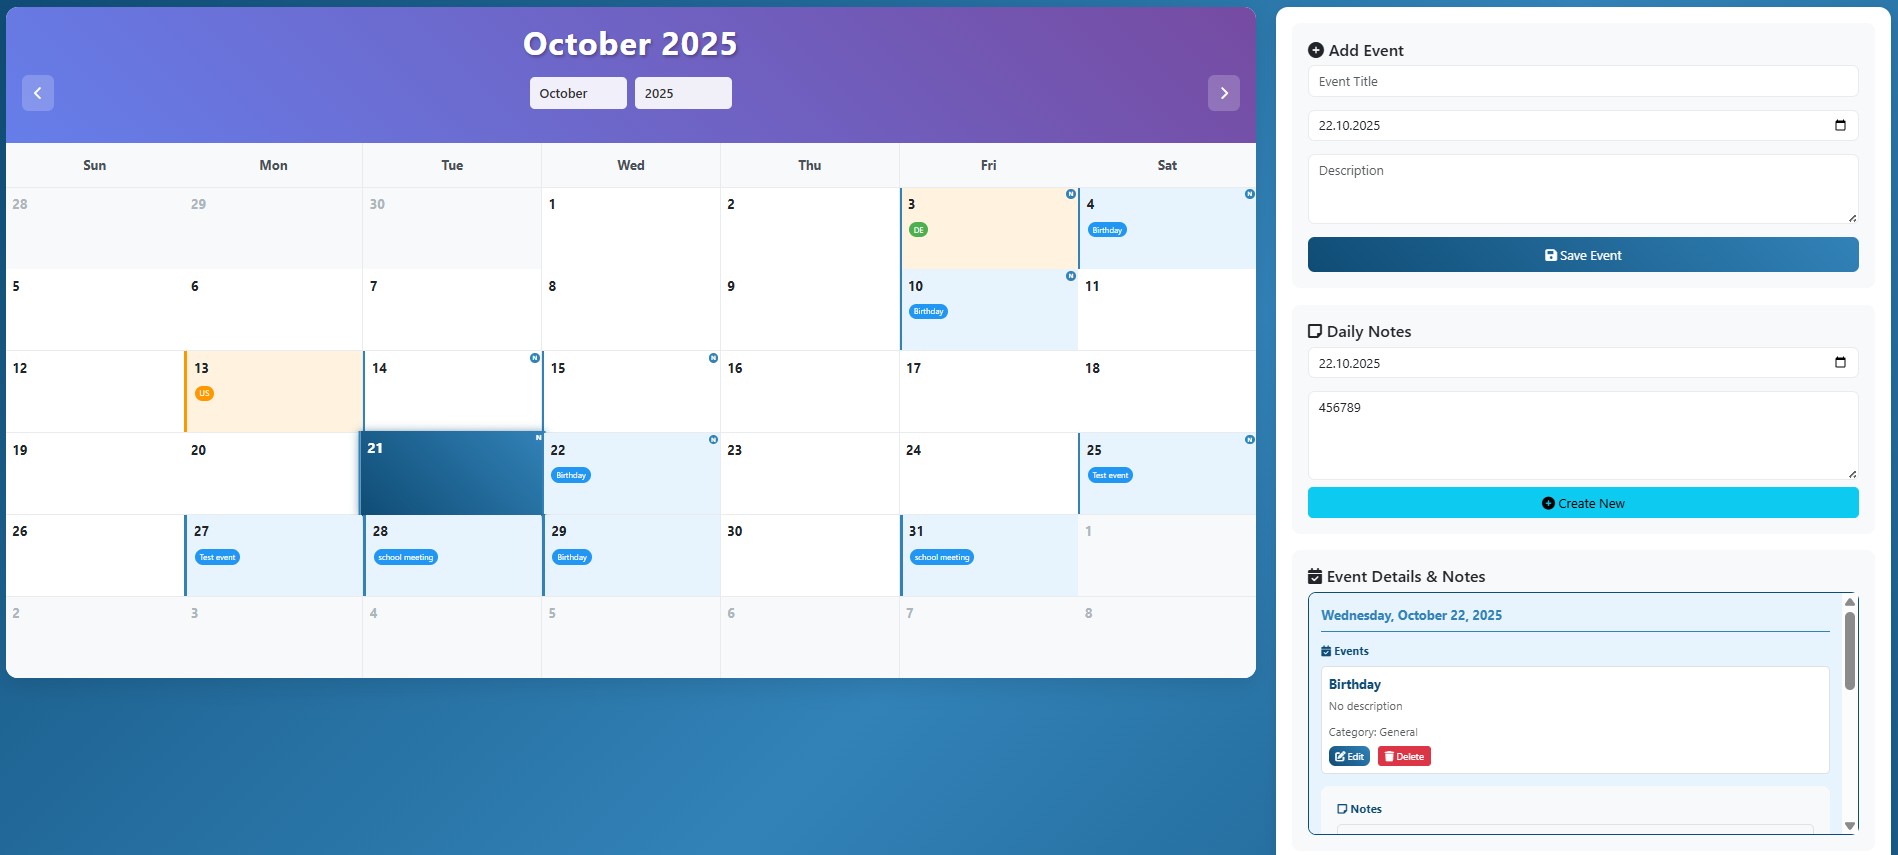 October 2025
October 2025
Sun Mon Tue Wed Thu Fri Sat
28 29 30 1 2 3 N 4 N
DE Birthday
5 6 7 8 9 10 N 11
Birthday
12 13 14 N 15 N 16 17 18
US
19 20 21 N 22 N 23 24 25 N
Birthday Test event
26 27 28 29 30 31 1
Test event school meeting Birthday school meeting
2 3 4 5 6 7 8
Add Event
Event Title
22.10.2025
Description
Save Event
Daily Notes
22.10.2025
456789
Create New
Event Details & Notes
Wednesday, October 22, 2025
Events
Birthday
No description
Category: General
Edit Delete
Notes